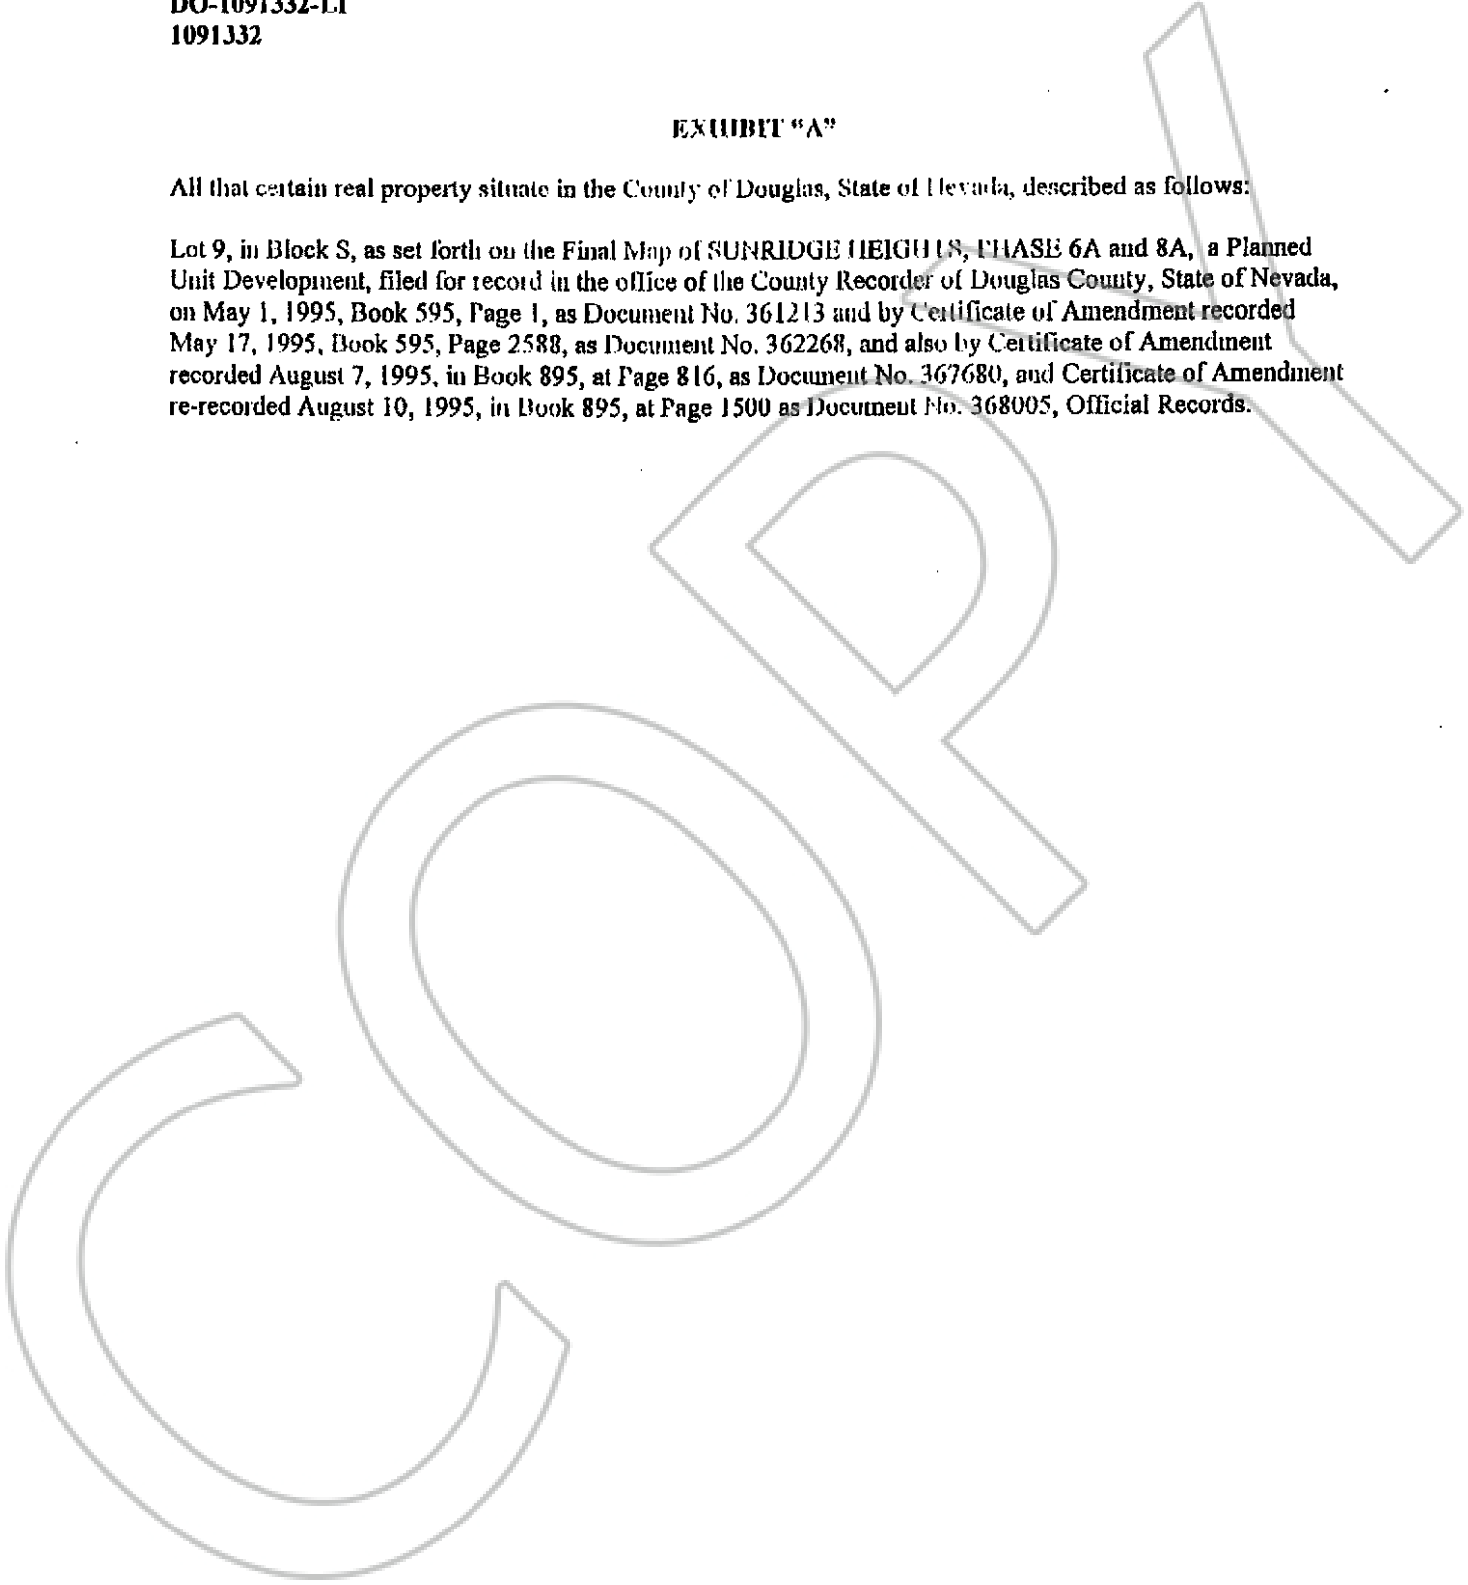 DO-1091332-LT
1091332
EXHIBIT “A”
All that certain real property situate in the County of Douglas, State of Nevada, described as follows:
Lot 9, in Block S, as set forth on the Final Map of SUNRIDGE HEIGHTS, PHASE 6A and 8A, a Planned
Unit Development, filed for record in the office of the County Recorder of Douglas County, State of Nevada,
on May 1, 1995, Book 595, Page 1, as Document No. 361213 and by Certificate of Amendment recorded
May 17, 1995, Book 595, Page 2588, as Document No. 362268, and also by Certificate of Amendment
recorded August 7, 1995, in Book 895, at Page 816, as Document No. 367680, and Certificate of Amendment
re-recorded August 10, 1995, in Book 895, at Page 1500 as Document No. 368005, Official Records.
COPY